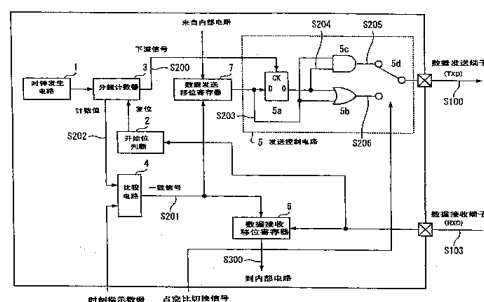 来自内部电路
下溢信号
S204
5c
S205
5d
1
3
S200
7
CK
时钟发生
电路
分频计数器
数据发送
移位寄存器
D
Q
5a
5b
数据发送端子
(TXD)
S100
计数值
复位
S202
2
开始位
判断
S203
S206
5
发送控制电路
4
比较
电路
一致信号
S201
6
数据接收
移位寄存器
数据接收端子
(RXD)
S103
S300
到内部电路
时刻指示数据
占空比切换信号